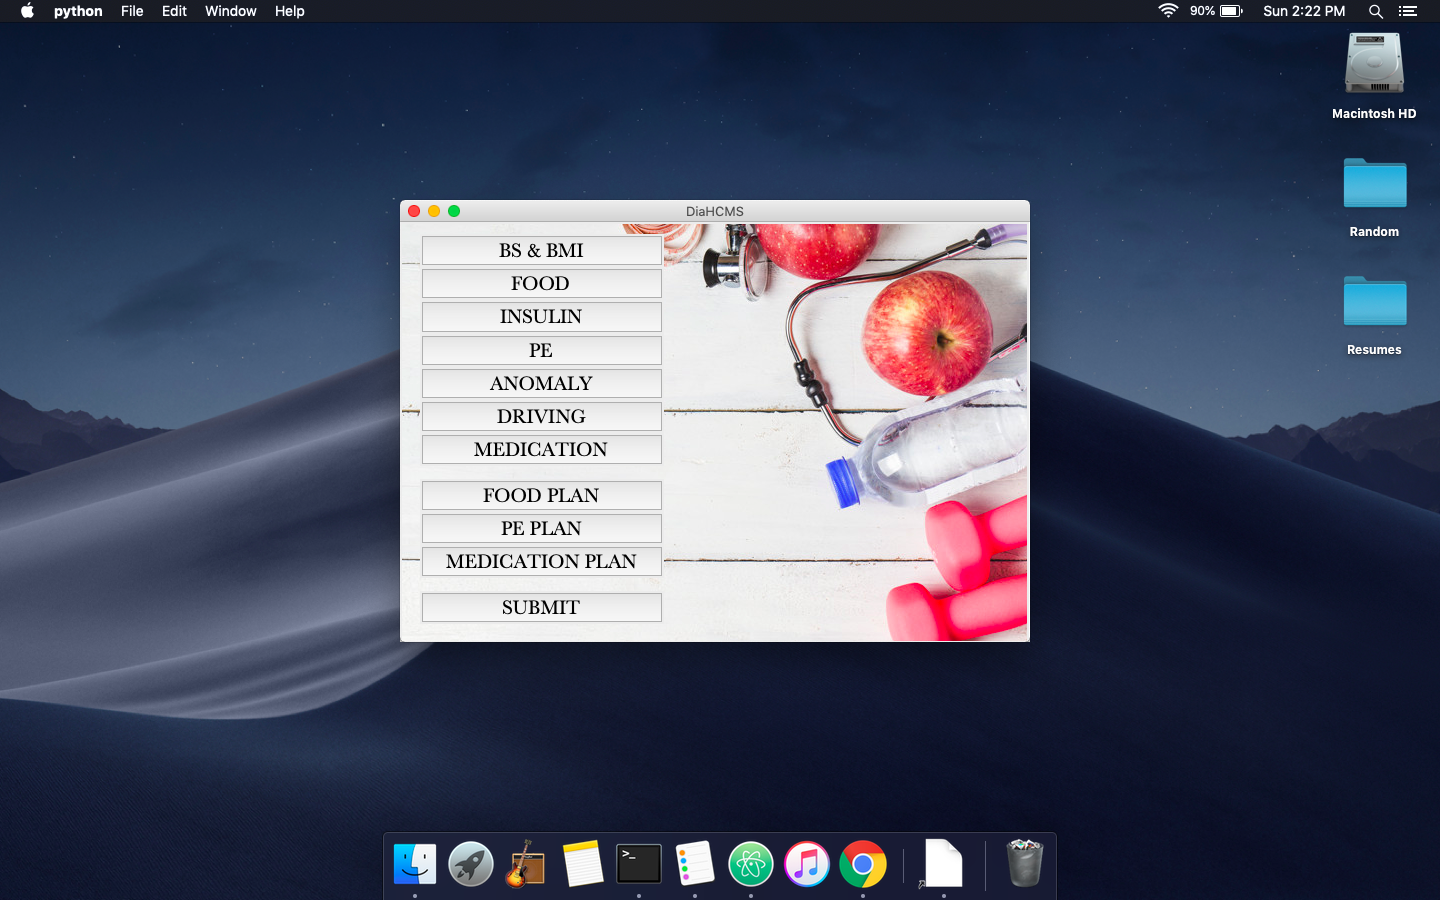 python File Edit Window Help 90% Sun 2:22 PM
Macintosh HD
Random
Resumes
DiaHCMS
BS & BMI
FOOD
INSULIN
PE
ANOMALY
DRIVING
MEDICATION
FOOD PLAN
PE PLAN
MEDICATION PLAN
SUBMIT
>_